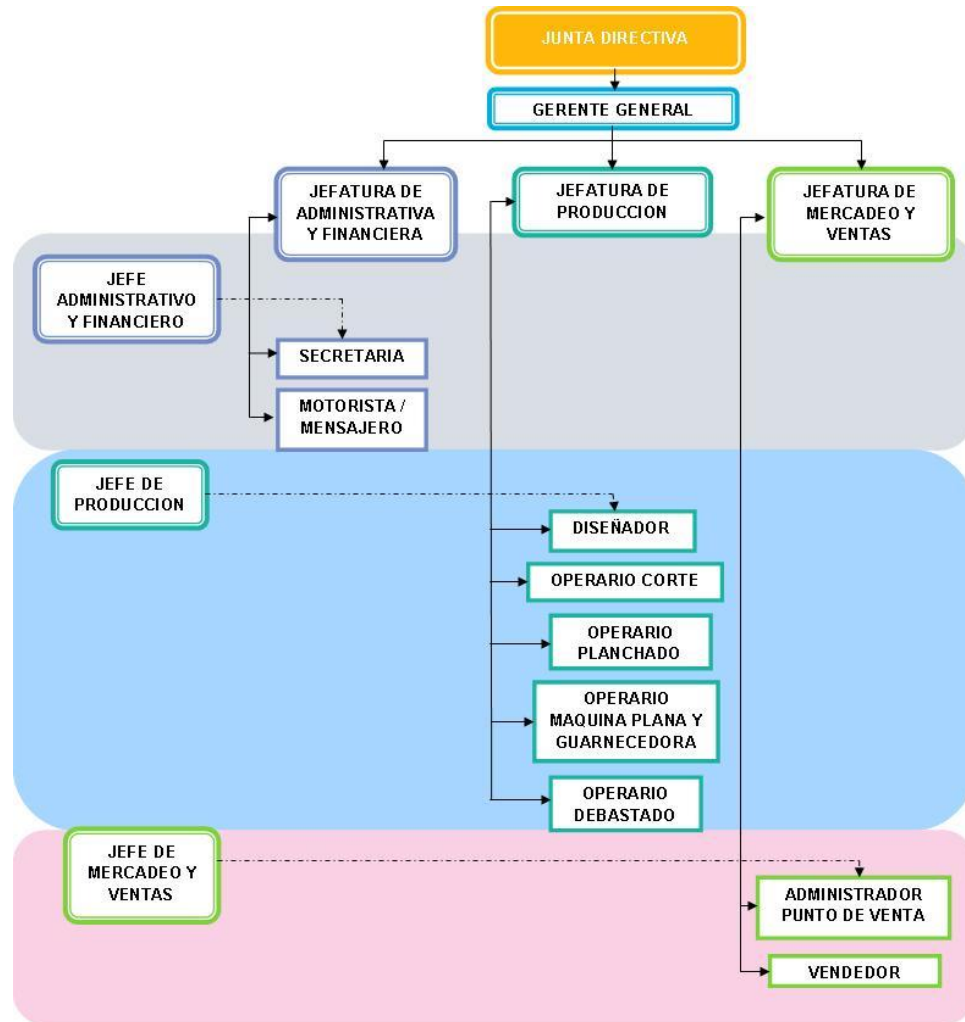 JUNTA DIRECTIVA
GERENTE GENERAL
JEFATURA DE
ADMINISTRATIVA
Y FINANCIERA
JEFATURA DE
PRODUCCION
JEFATURA DE
MERCADEO Y
VENTAS
JEFE
ADMINISTRATIVO
Y FINANCIERO
SECRETARIA
MOTORISTA /
MENSAJERO
JEFE DE
PRODUCCION
DISEÑADOR
OPERARIO CORTE
OPERARIO
PLANCHADO
OPERARIO
MAQUINA PLANA Y
GUARNECEDORA
OPERARIO
DEBASTADO
JEFE DE
MERCADEO Y
VENTAS
ADMINISTRADOR
PUNTO DE VENTA
VENDEDOR